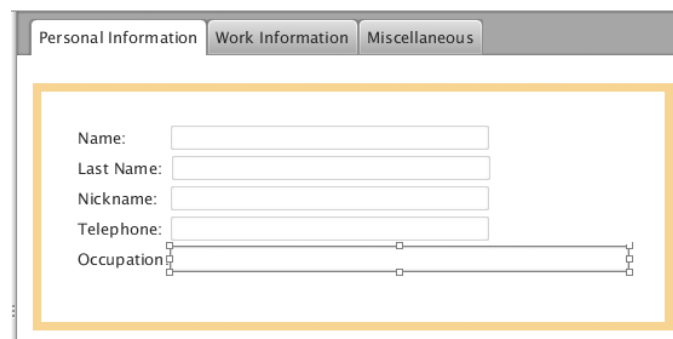 Personal Information Work Information Miscellaneous
Name:
Last Name:
Nickname:
Telephone:
Occupation: